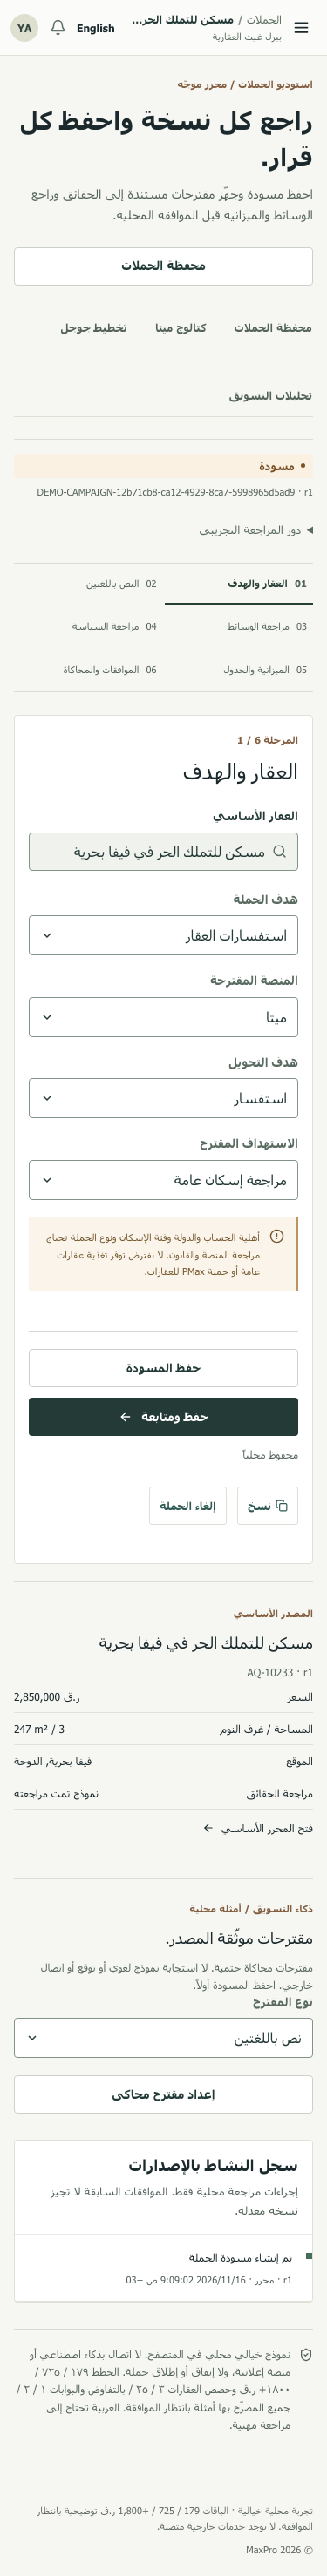 الحملات / مسكن للتملك الحر...
بيرل غيت العقارية
English
YA
استوديو الحملات / محرر موجّه
راجع كل نسخة واحفظ كل
قرار.
احفظ مسودة وجهّز مقترحات مستندة إلى الحقائق وراجع
الوسائط والميزانية قبل الموافقة المحلية.
محفظة الحملات
محفظة الحملات
كتالوج ميتا
تخطيط جوجل
تحليلات التسويق
• مسودة
DEMO-CAMPAIGN-12b71cb8-ca12-4929-8ca7-5998965d5ad9 · r1
دور المراجعة التجريبي
01 العقار والهدف
02 النص باللغتين
03 مراجعة الوسائط
04 مراجعة السياسة
05 الميزانية والجدول
06 الموافقات والمحاكاة
المرحلة 6 / 1
العقار والهدف
العقار الأساسي
مسكن للتملك الحر في فيفا بحرية
هدف الحملة
استفسارات العقار
المنصة المقترحة
ميتا
هدف التحويل
استفسار
الاستهداف المقترح
مراجعة إسكان عامة
أهلية الحساب والدولة وفئة الإسكان ونوع الحملة تحتاج
مراجعة المنصة والقانون. لا نفترض توفر تغذية عقارات
عامة أو حملة PMax للعقارات.
حفظ المسودة
حفظ ومتابعة
محفوظ محلياً
نسخ
إلغاء الحملة
المصدر الأساسي
مسكن للتملك الحر في فيفا بحرية
AQ-10233 · r1
السعر
ر.ق 2,850,000
المساحة / غرف النوم
247 m² / 3
الموقع
فيفا بحرية, الدوحة
مراجعة الحقائق
نموذج تمت مراجعته
فتح المحرر الأساسي
ذكاء التسويق / أمثلة محلية
مقترحات موثّقة المصدر.
مقترحات محاكاة حتمية. لا استجابة نموذج لغوي أو توقع أو اتصال
خارجي. احفظ المسودة أولاً.
نوع المقترح
نص باللغتين
إعداد مقترح محاكى
سجل النشاط بالإصدارات
إجراءات مراجعة محلية فقط. الموافقات السابقة لا تجيز
نسخة معدلة.
تم إنشاء مسودة الحملة
r1 · محرر · 2026/11/16 9:09:02 ص +03
نموذج خيالي محلي في المتصفح. لا اتصال بذكاء اصطناعي أو
منصة إعلانية، ولا إنفاق أو إطلاق حملة. الخطط ١٧٩ / ٧٢٥ /
١٨٠٠+ ر.ق وحصص العقارات ٣ / ٢٥ / بالتفاوض والبوابات ١ / ٢ /
جميع المصرّح بها أمثلة بانتظار الموافقة. العربية تحتاج إلى
مراجعة مهنية.
تجربة محلية خيالية · الباقات 179 / 725 / +1,800 ر.ق توضيحية بانتظار
الموافقة. لا توجد خدمات خارجية متصلة.
© 2026 MaxPro